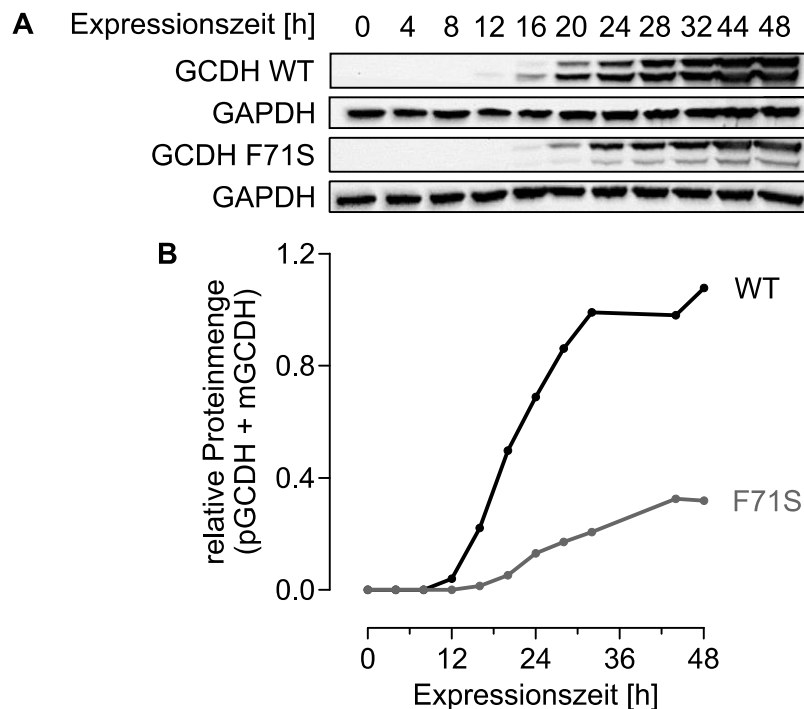 A Expressionszeit [h] 0 4 8 12 16 20 24 28 32 44 48
GCDH WT
GAPDH
GCDH F71S
GAPDH
B
relative Proteinmenge
(pGCDH + mGCDH)
1.2
0.8
0.4
0.0
WT
F71S
0 12 24 36 48
Expressionszeit [h]